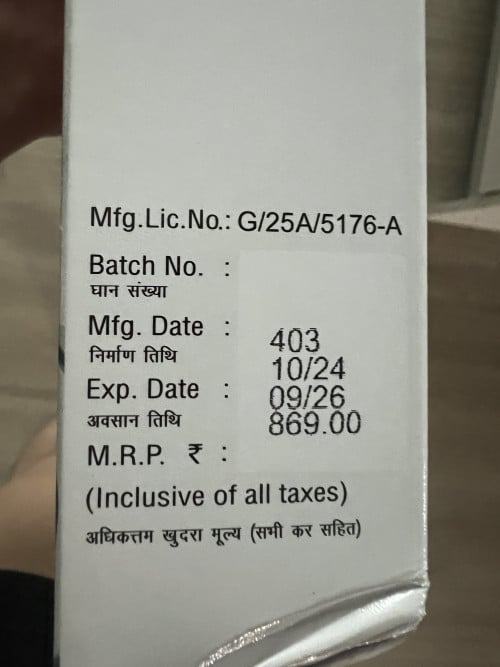 Mfg.Lic.No.: G/25A/5176-A
Batch No. :
घान संख्या
Mfg. Date :
403
निर्माण तिथि
10/24
Exp. Date :
09/26
अवसान तिथि
869.00
M.R.P. ₹ :
(Inclusive of all taxes)
अधिकत्तम खुदरा मूल्य (सभी कर सहित)